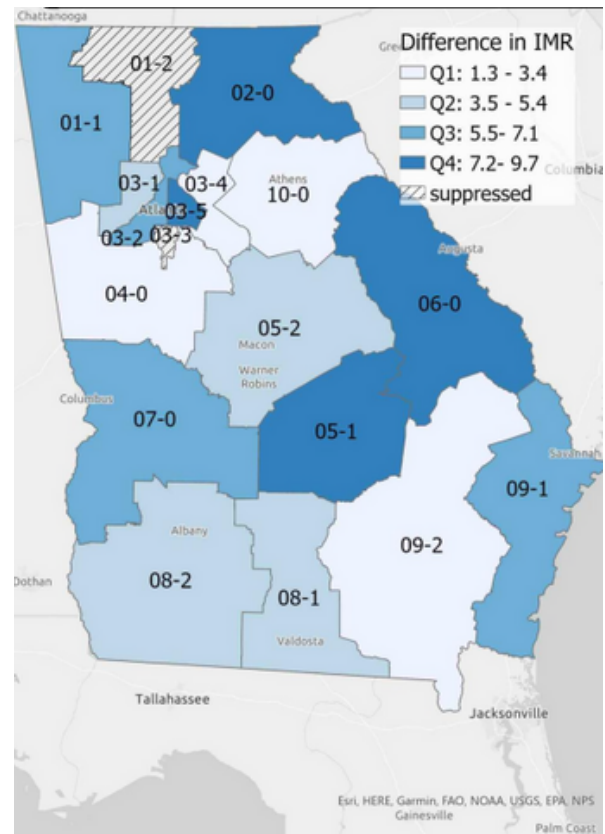 Chattanooga
Difference in IMR
Q1: 1.3 - 3.4
Q2: 3.5 - 5.4
Q3: 5.5- 7.1
Q4: 7.2- 9.7
suppressed
01-2
02-0
01-1
Columbia
03-1
03-4
Athens
10-0
Atla
03-5
03-2
03-3
Augusta
04-0
06-0
05-2
Macon
Warner
Robins
Columbus
07-0
05-1
Savannah
09-1
Albany
09-2
08-2
Dothan
08-1
Valdosta
Tallahassee
Jacksonville
Esri, HERE, Garmin, FAO, NOAA, USGS, EPA, NPS
Gainesville
Palm Coast